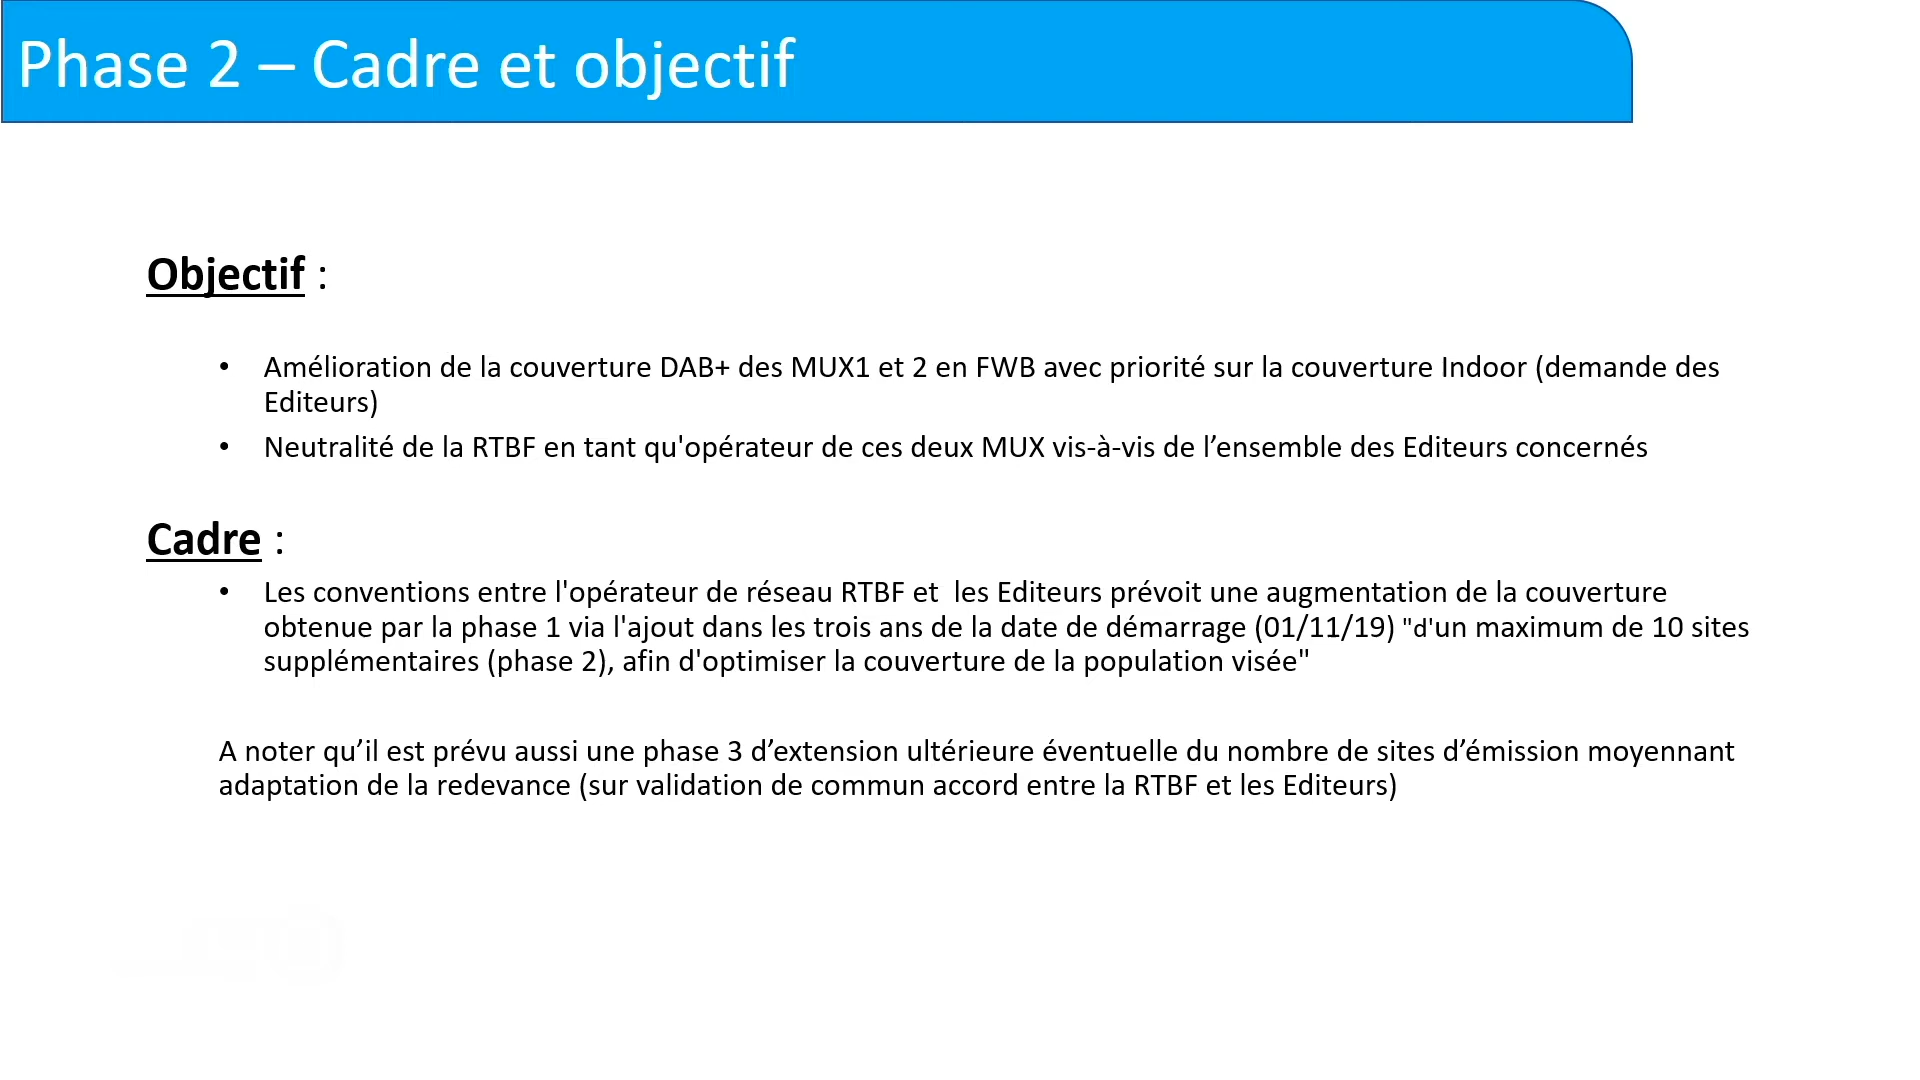 Phase 2 – Cadre et objectif
Objectif :
• Amélioration de la couverture DAB+ des MUX1 et 2 en FWB avec priorité sur la couverture Indoor (demande des
Editeurs)
• Neutralité de la RTBF en tant qu'opérateur de ces deux MUX vis-à-vis de l’ensemble des Editeurs concernés
Cadre :
• Les conventions entre l'opérateur de réseau RTBF et  les Editeurs prévoit une augmentation de la couverture
obtenue par la phase 1 via l'ajout dans les trois ans de la date de démarrage (01/11/19) "d'un maximum de 10 sites
supplémentaires (phase 2), afin d'optimiser la couverture de la population visée"
A noter qu’il est prévu aussi une phase 3 d’extension ultérieure éventuelle du nombre de sites d’émission moyennant
adaptation de la redevance (sur validation de commun accord entre la RTBF et les Editeurs)